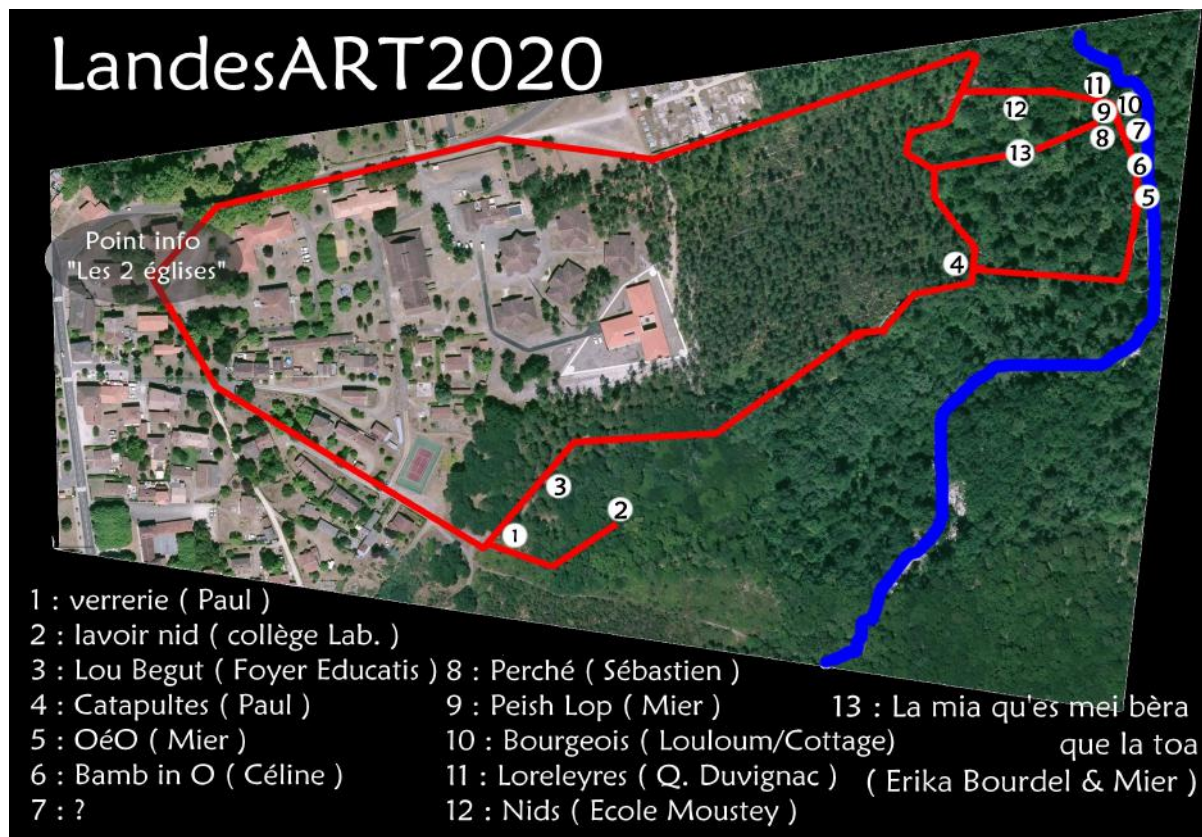 LandesART2020
Point info
"Les 2 églises"
11
12
10
9
7
8
13
6
5
4
3
2
1
1 : verrerie ( Paul )
2 : lavoir nid ( collège Lab. )
3 : Lou Begut ( Foyer Educatis )
4 : Catapultes ( Paul )
5 : OéO ( Mier )
6 : Bamb in O ( Céline )
7 : ?
8 : Perché ( Sébastien )
9 : Peish Lop ( Mier )
10 : Bourgeois ( Louloum/Cottage)
11 : Loreleyres ( Q. Duvignac )
12 : Nids ( Ecole Moustey )
13 : La mia qu'es mei bèra
que la toa
( Erika Bourdel & Mier )